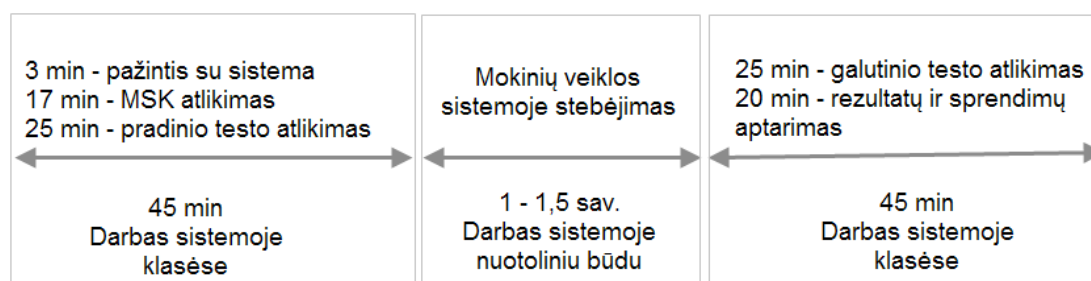 3 min - pažintis su sistema
17 min - MSK atlikimas
25 min - pradinio testo atlikimas
45 min
Darbas sistemoje
klasėse
Mokinių veiklos
sistemoje stebėjimas
1 - 1,5 sav.
Darbas sistemoje
nuotoliniu būdu
25 min - galutinio testo atlikimas
20 min - rezultatų ir sprendimų
aptarimas
45 min
Darbas sistemoje
klasėse